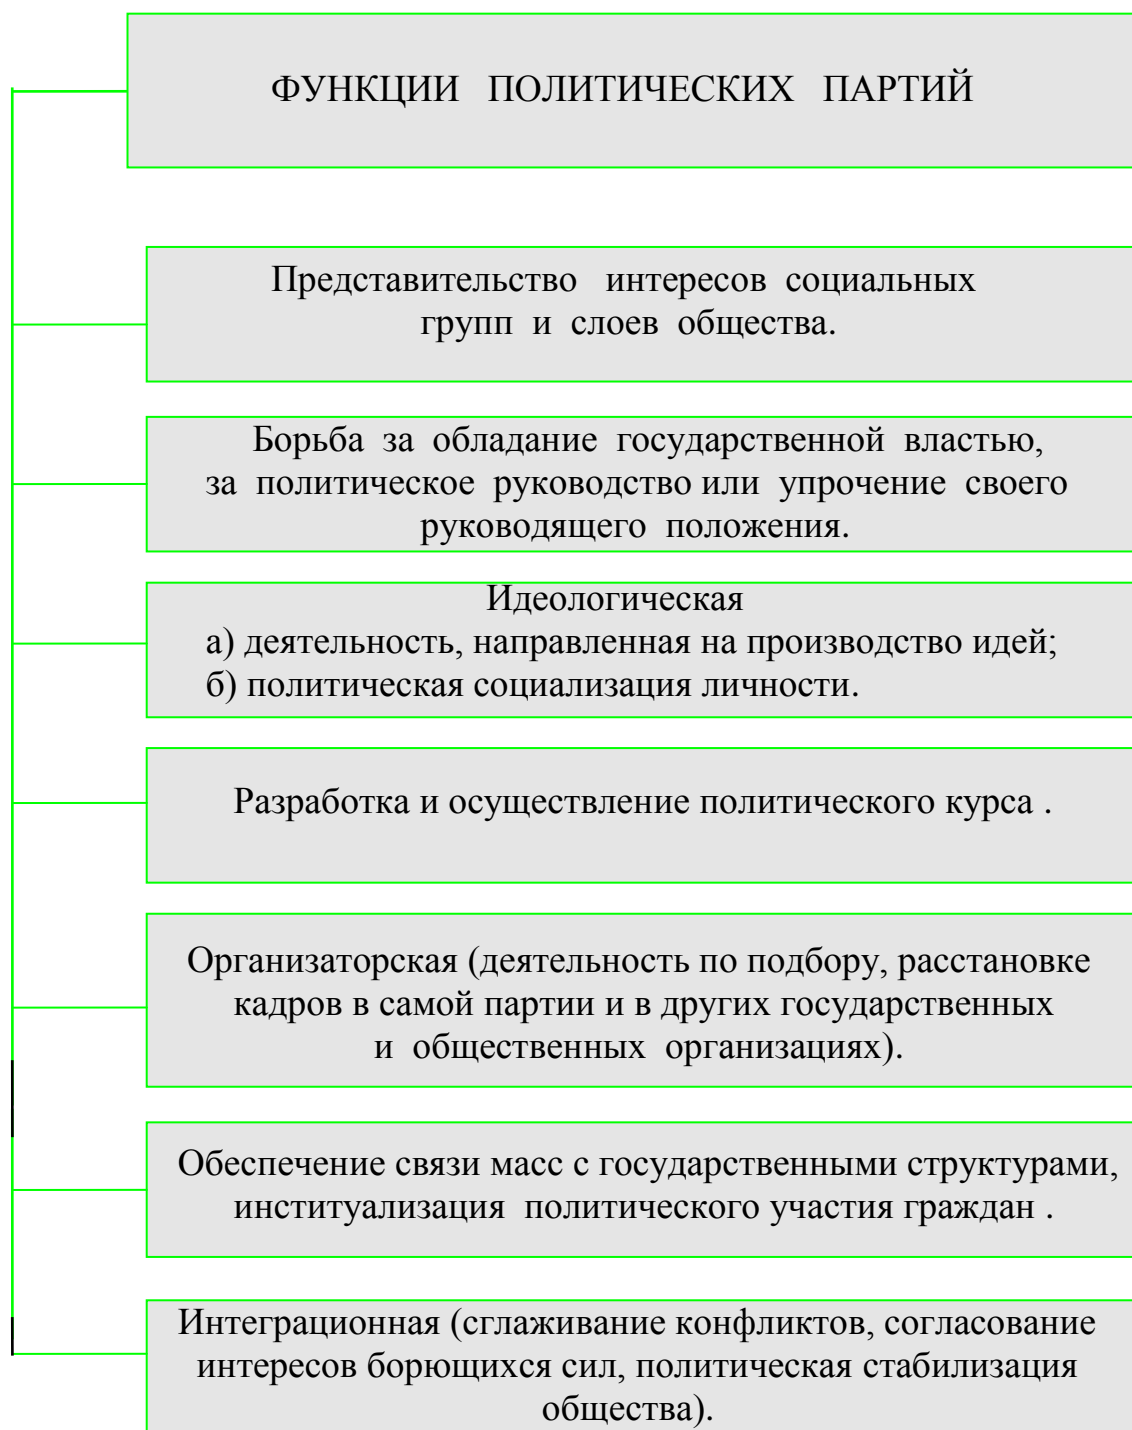 ФУНКЦИИ ПОЛИТИЧЕСКИХ ПАРТИЙ
Представительство интересов социальных
групп и слоев общества.
Борьба за обладание государственной властью,
за политическое руководство или упрочение своего
руководящего положения.
Идеологическая
а) деятельность, направленная на производство идей;
б) политическая социализация личности.
Разработка и осуществление политического курса .
Организаторская (деятельность по подбору, расстановке
кадров в самой партии и в других государственных
и общественных организациях).
Обеспечение связи масс с государственными структурами,
институализация политического участия граждан .
Интеграционная (сглаживание конфликтов, согласование
интересов борющихся сил, политическая стабилизация
общества).